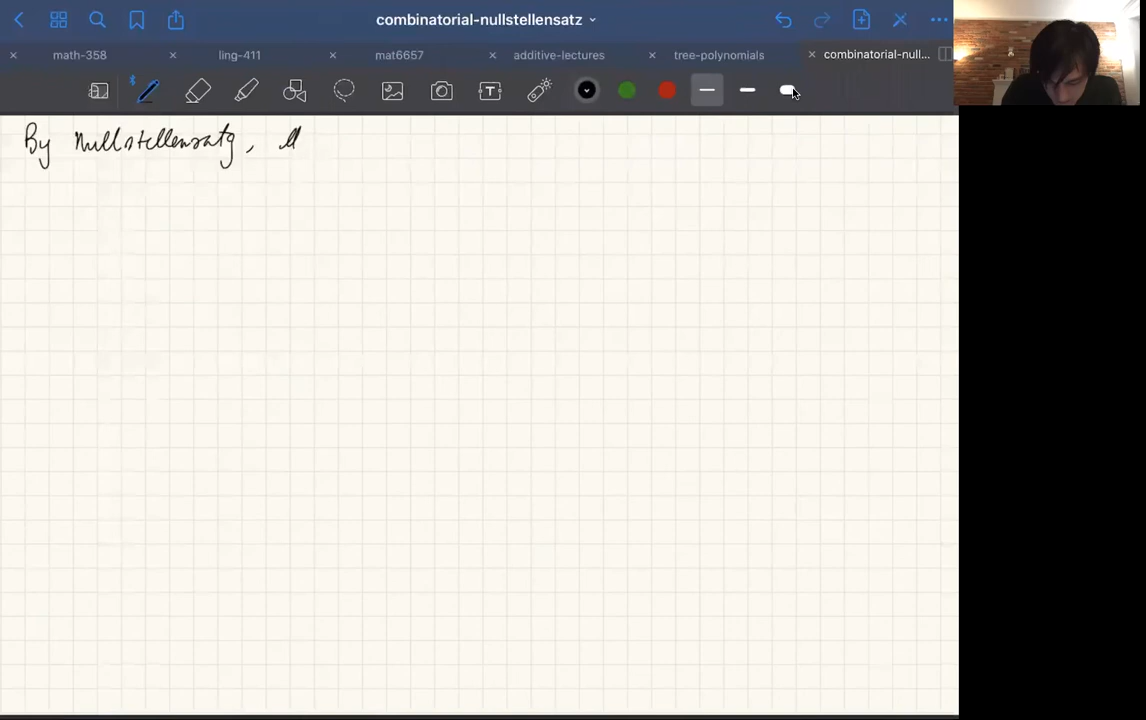 combinatorial-nullstellensatz
math-358
ling-411
mat6657
additive-lectures
tree-polynomials
combinatorial-null...
T
By Nullstellensatz,